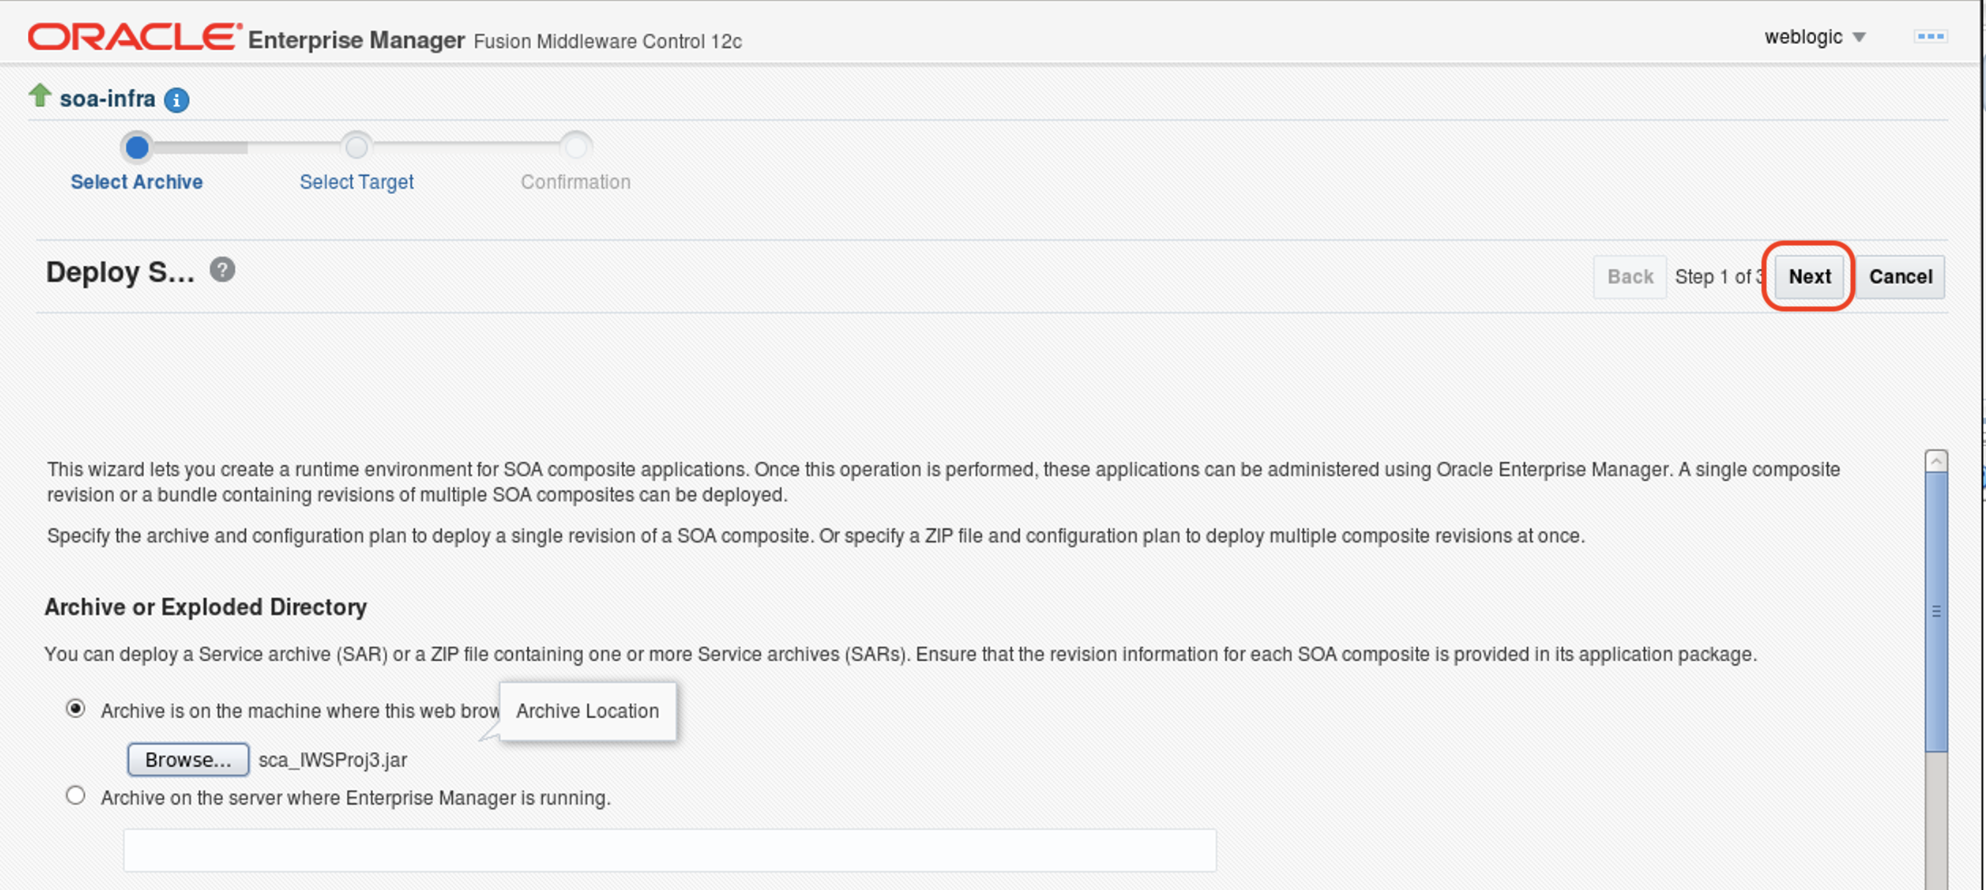 ORACLE Enterprise Manager Fusion Middleware Control 12c
weblogic
soa-infra
Select Archive
Select Target
Confirmation
Deploy S...
Back Step 1 of 3 Next Cancel
This wizard lets you create a runtime environment for SOA composite applications. Once this operation is performed, these applications can be administered using Oracle Enterprise Manager. A single composite
revision or a bundle containing revisions of multiple SOA composites can be deployed.
Specify the archive and configuration plan to deploy a single revision of a SOA composite. Or specify a ZIP file and configuration plan to deploy multiple composite revisions at once.
Archive or Exploded Directory
You can deploy a Service archive (SAR) or a ZIP file containing one or more Service archives (SARs). Ensure that the revision information for each SOA composite is provided in its application package.
Archive is on the machine where this web brow
Archive Location
Browse... sca_IWSProj3.jar
Archive on the server where Enterprise Manager is running.